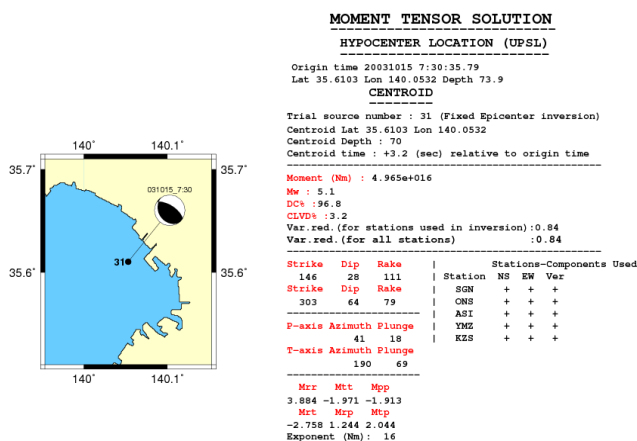 MOMENT TENSOR SOLUTION
HYPOCENTER LOCATION (UPSL)
Origin time 20031015 7:30:35.79
Lat 35.6103 Lon 140.0532 Depth 73.9
CENTROID
Trial source number : 31 (Fixed Epicenter inversion)
Centroid Lat 35.6103 Lon 140.0532
Centroid Depth : 70
Centroid time : +3.2 (sec) relative to origin time
Moment (Nm) : 4.965e+016
Mw : 5.1
DC% :96.8
CLVD% :3.2
Var.red.(for stations used in inversion):0.84
Var.red.(for all stations) :0.84
Strike Dip Rake
146 28 111
Strike Dip Rake
303 64 79
P-axis Azimuth Plunge
41 18
T-axis Azimuth Plunge
190 69
Mrr Mtt Mpp
3.884 −1.971 −1.913
Mrt Mrp Mtp
−2.758 1.244 2.044
Exponent (Nm): 16
Stations-Components Used
Station NS EW Ver
SGN + + +
ONS + + +
ASI + + +
YMZ + + +
KZS + + +
140˚ 140.1˚
35.7˚ 35.7˚
031015_7:30
31
35.6˚ 35.6˚
140˚ 140.1˚